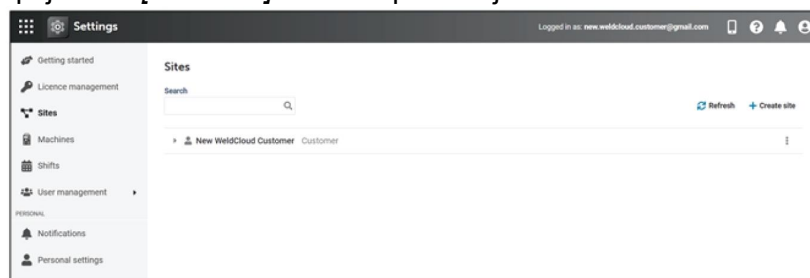 Settings
Logged in as: new.weldcloud.customer@gmail.com
Getting started
Licence management
Sites
Machines
Shifts
User management
PERSONAL
Notifications
Personal settings
Sites
Search
Refresh
Create site
New WeldCloud Customer Customer